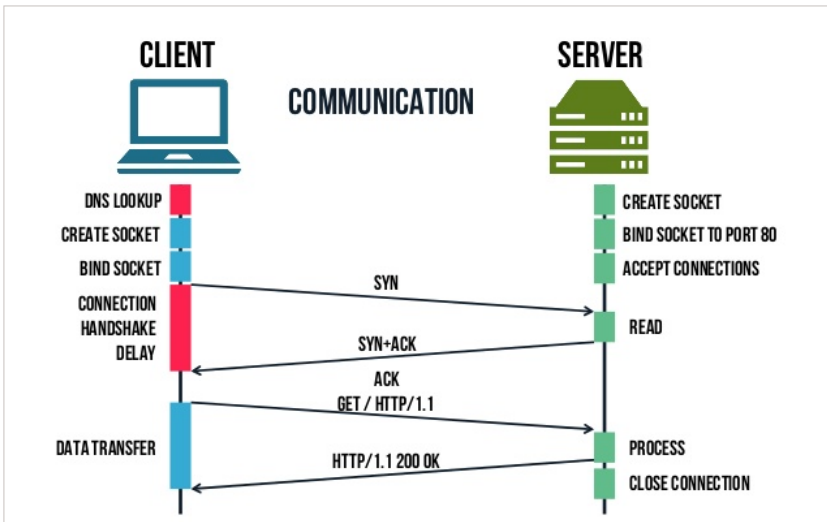 CLIENT
SERVER
COMMUNICATION
DNS LOOKUP
CREATE SOCKET
CREATE SOCKET
BIND SOCKET TO PORT 80
BIND SOCKET
ACCEPT CONNECTIONS
SYN
CONNECTION
HANDSHAKE
DELAY
READ
SYN+ACK
ACK
GET / HTTP/1.1
DATA TRANSFER
PROCESS
HTTP/1.1 200 OK
CLOSE CONNECTION